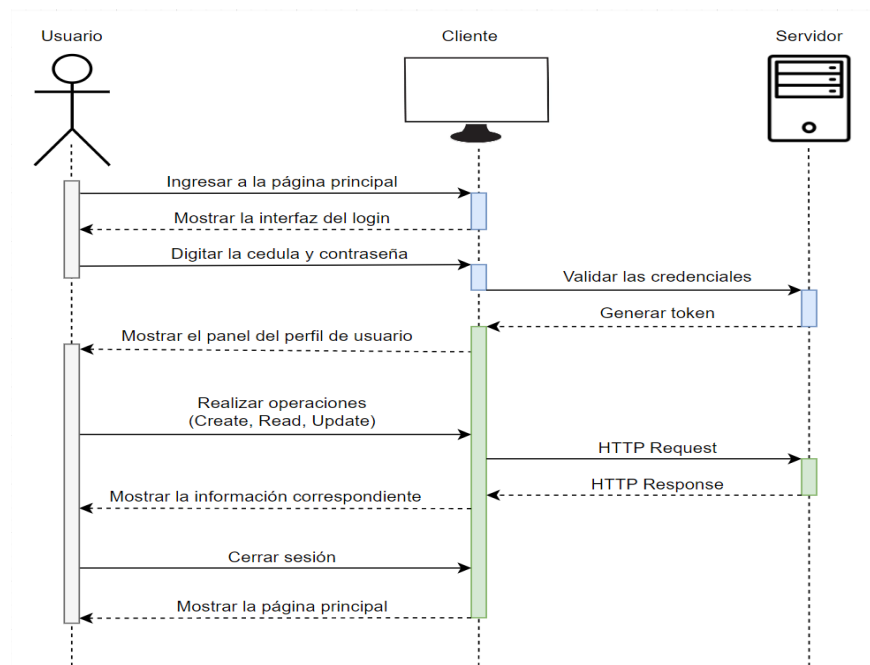 Usuario
Cliente
Servidor
Ingresar a la página principal
Mostrar la interfaz del login
Digitar la cedula y contraseña
Validar las credenciales
Generar token
Mostrar el panel del perfil de usuario
Realizar operaciones
(Create, Read, Update)
HTTP Request
HTTP Response
Mostrar la información correspondiente
Cerrar sesión
Mostrar la página principal